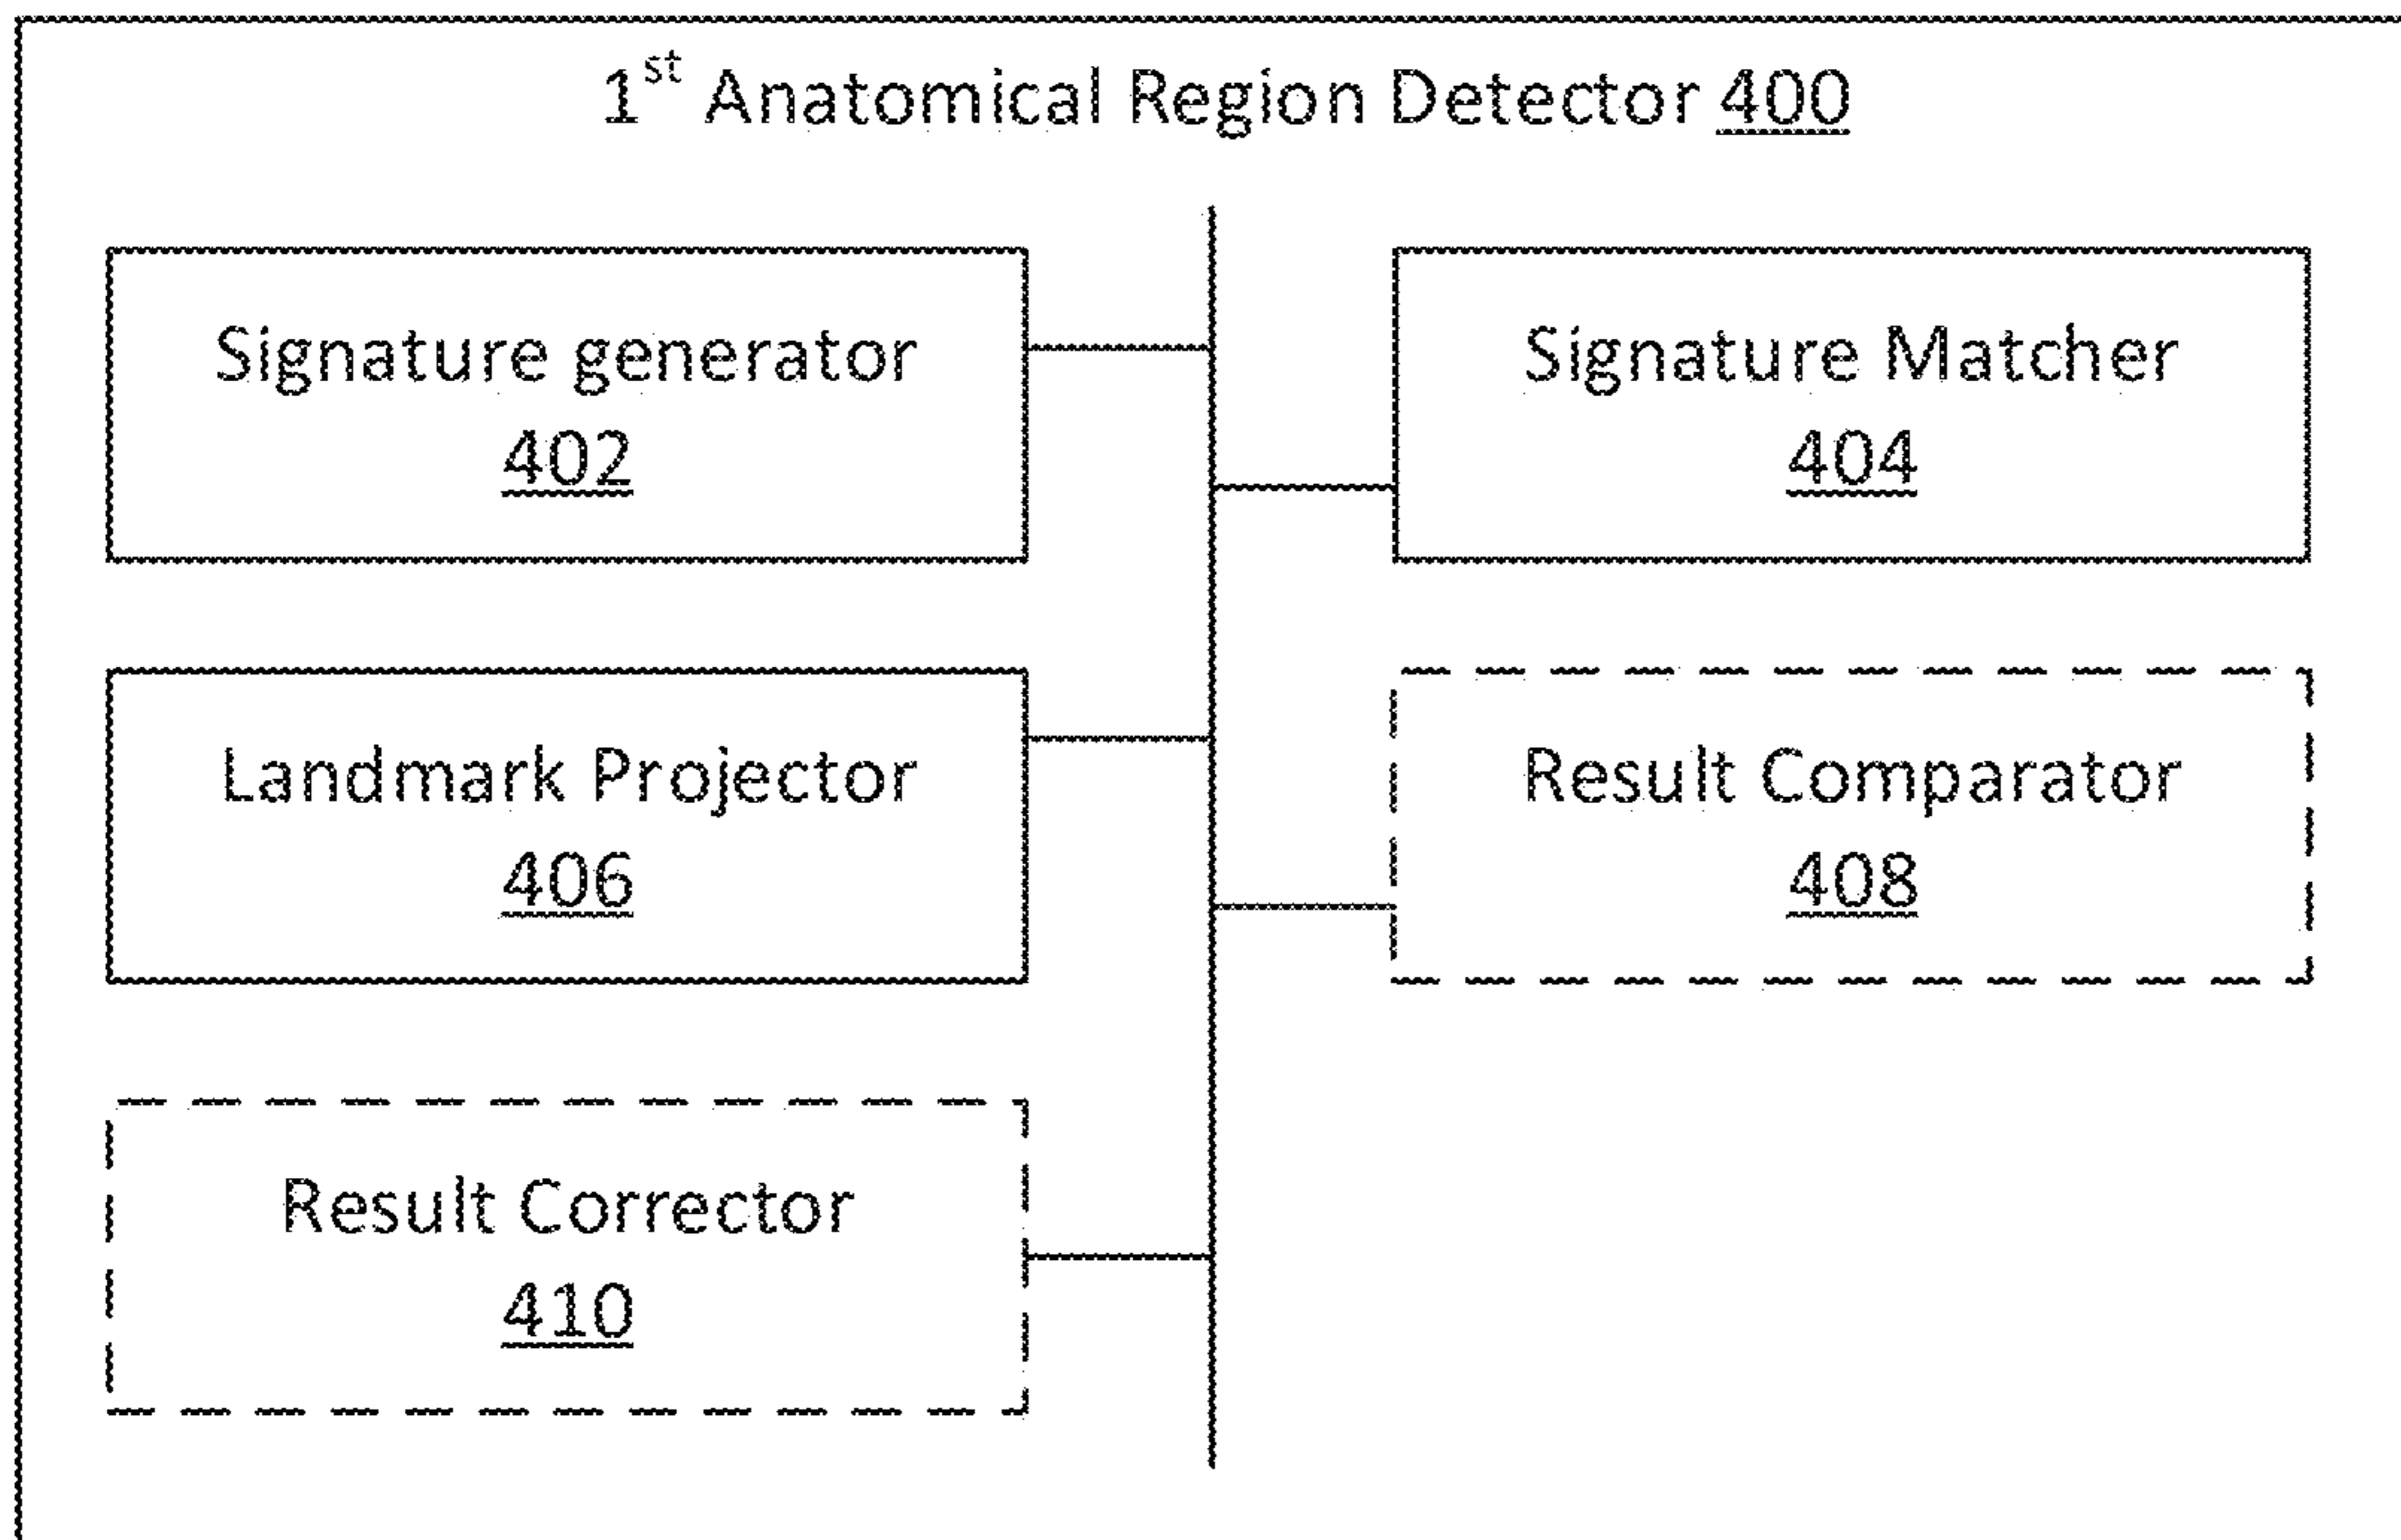 1st Anatomical Region Detector 400
Signature generator
402
Signature Matcher
404
Landmark Projector
406
Result Comparator
408
Result Corrector
410